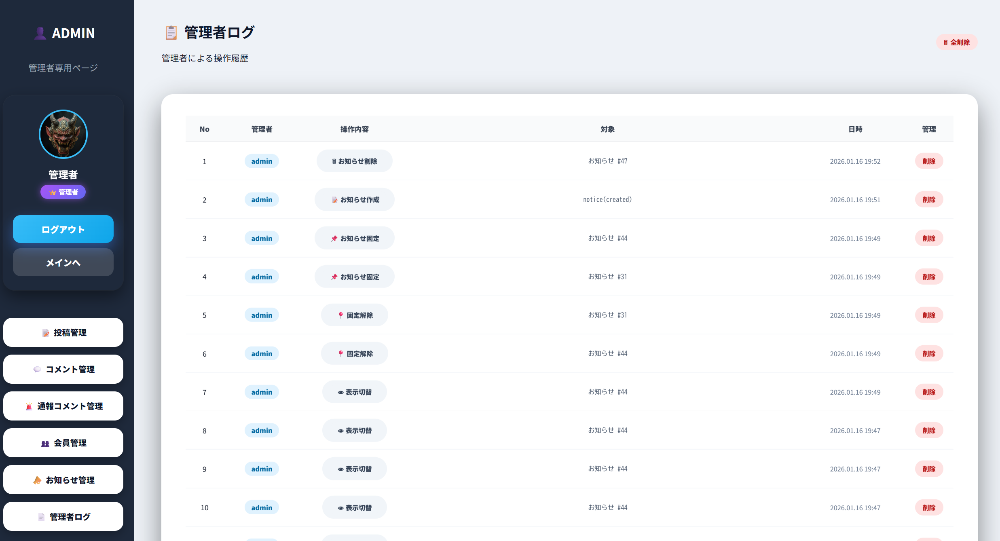 ADMIN
管理者専用ページ
管理者
管理者
ログアウト
メインへ
投稿管理
コメント管理
通報コメント管理
会員管理
お知らせ管理
管理者ログ
管理者ログ
管理者による操作履歴
全削除
No 管理者 操作内容 対象 日時 管理
1 admin お知らせ削除 お知らせ #47 2026.01.16 19:52 削除
2 admin お知らせ作成 notice(created) 2026.01.16 19:51 削除
3 admin お知らせ固定 お知らせ #44 2026.01.16 19:49 削除
4 admin お知らせ固定 お知らせ #31 2026.01.16 19:49 削除
5 admin 固定解除 お知らせ #31 2026.01.16 19:49 削除
6 admin 固定解除 お知らせ #44 2026.01.16 19:49 削除
7 admin 表示切替 お知らせ #44 2026.01.16 19:49 削除
8 admin 表示切替 お知らせ #44 2026.01.16 19:47 削除
9 admin 表示切替 お知らせ #44 2026.01.16 19:47 削除
10 admin 表示切替 お知らせ #44 2026.01.16 19:47 削除